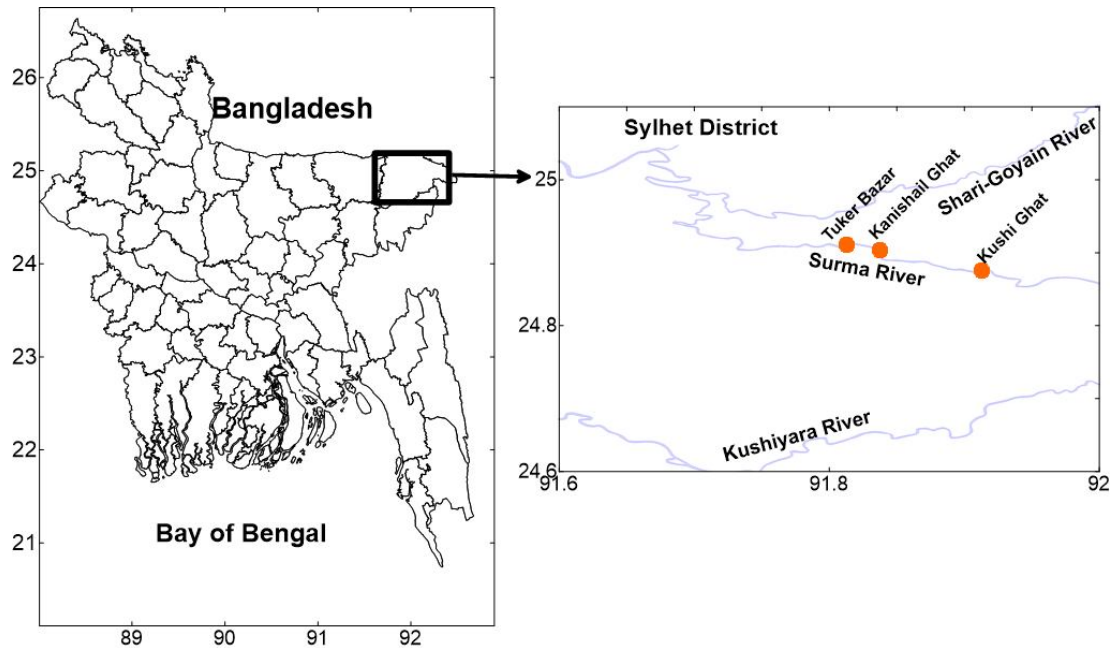 Bangladesh
Bay of Bengal
26
25
24
23
22
21
89
90
91
92
Sylhet District
Shari-Goyain River
Tuker Bazar
Kanishail Ghat
Kushi Ghat
Surma River
Kushiyara River
25
24.8
24.6
91.6
91.8
92